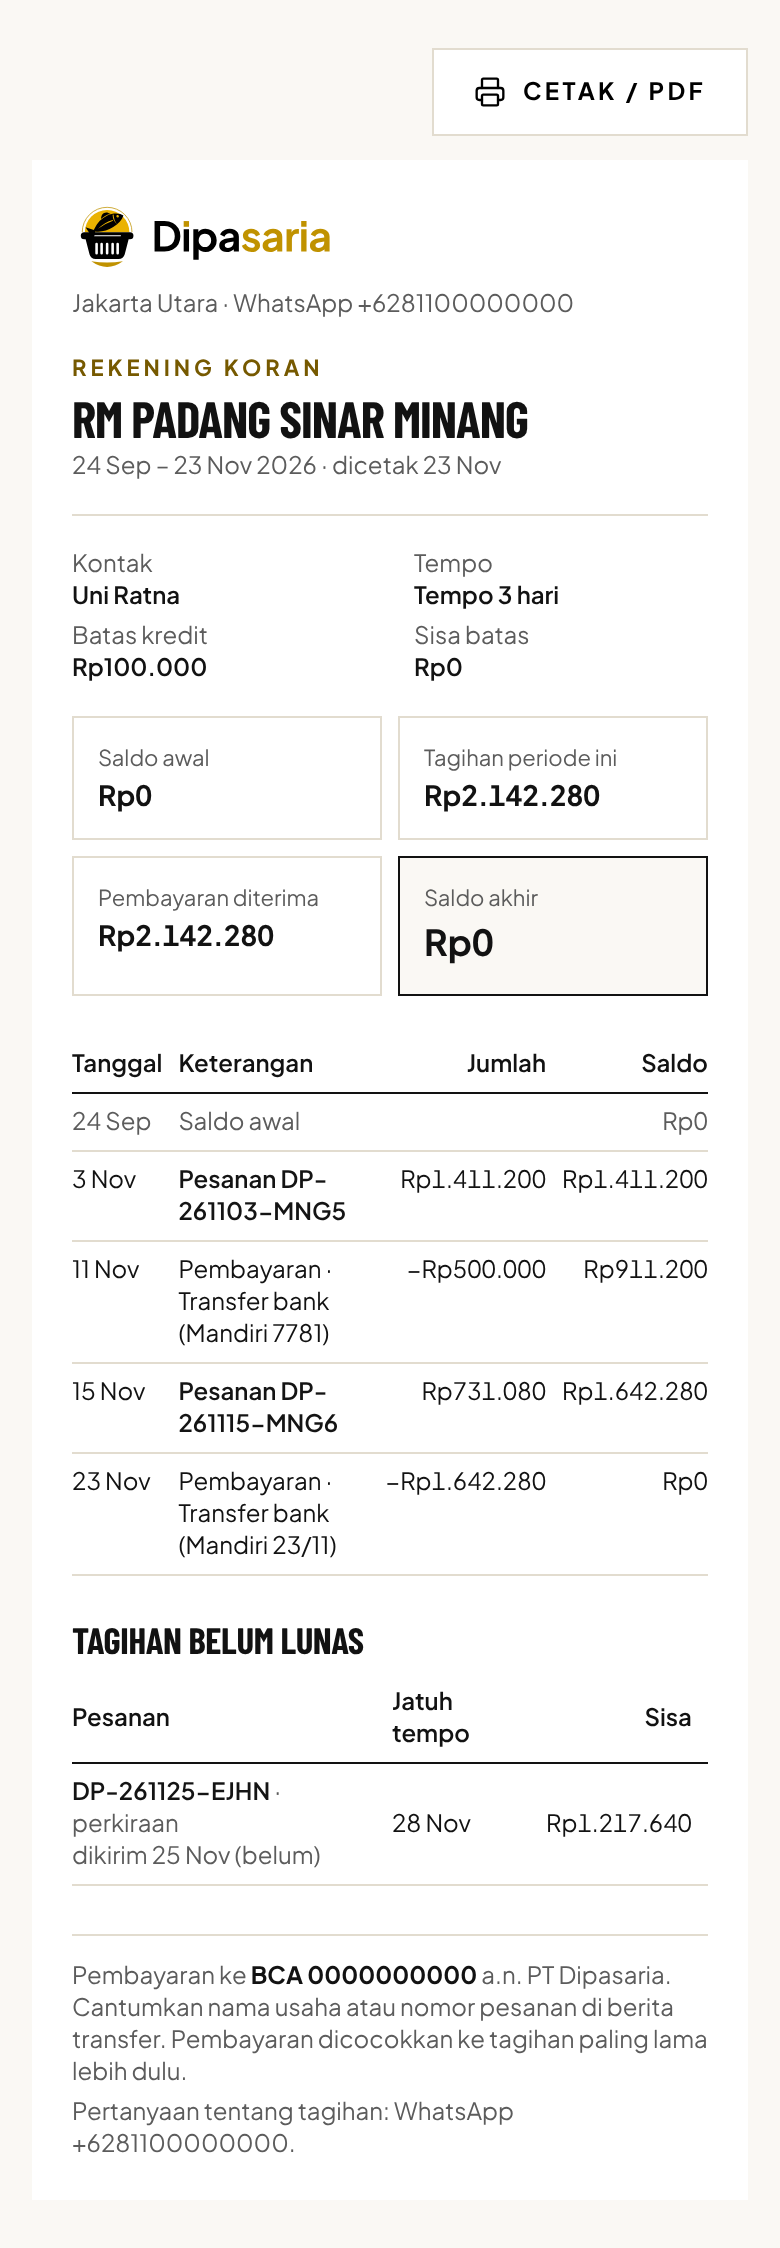 CETAK / PDF
Dipasaria
Jakarta Utara · WhatsApp +6281100000000
REKENING KORAN
RM PADANG SINAR MINANG
24 Sep – 23 Nov 2026 · dicetak 23 Nov
Kontak
Uni Ratna
Tempo
Tempo 3 hari
Batas kredit
Rp100.000
Sisa batas
Rp0
Saldo awal
Rp0
Tagihan periode ini
Rp2.142.280
Pembayaran diterima
Rp2.142.280
Saldo akhir
Rp0
Tanggal Keterangan Jumlah Saldo
24 Sep Saldo awal Rp0
3 Nov Pesanan DP- Rp1.411.200 Rp1.411.200
261103-MNG5
11 Nov Pembayaran · −Rp500.000 Rp911.200
Transfer bank
(Mandiri 7781)
15 Nov Pesanan DP- Rp731.080 Rp1.642.280
261115-MNG6
23 Nov Pembayaran · −Rp1.642.280 Rp0
Transfer bank
(Mandiri 23/11)
TAGIHAN BELUM LUNAS
Pesanan Jatuh tempo Sisa
DP-261125-EJHN ·
perkiraan 28 Nov Rp1.217.640
dikirim 25 Nov (belum)
Pembayaran ke BCA 0000000000 a.n. PT Dipasaria.
Cantumkan nama usaha atau nomor pesanan di berita
transfer. Pembayaran dicocokkan ke tagihan paling lama
lebih dulu.
Pertanyaan tentang tagihan: WhatsApp
+6281100000000.